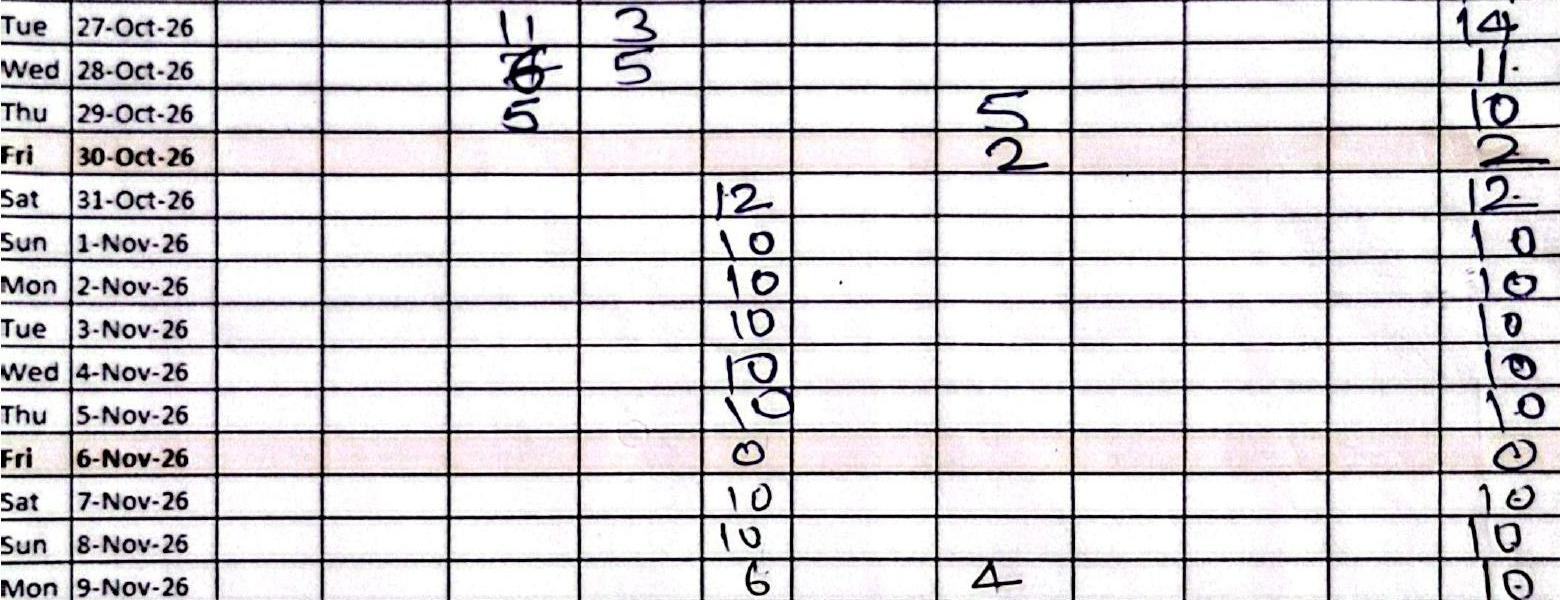 Tue 27-Oct-26 11 3 14
Wed 28-Oct-26 6 5 11
Thu 29-Oct-26 5 5 10
Fri 30-Oct-26 2 2
Sat 31-Oct-26 12 12
Sun 1-Nov-26 10 10
Mon 2-Nov-26 10 10
Tue 3-Nov-26 10 10
Wed 4-Nov-26 10 10
Thu 5-Nov-26 10 10
Fri 6-Nov-26 0 0
Sat 7-Nov-26 10 10
Sun 8-Nov-26 10 10
Mon 9-Nov-26 6 4 10